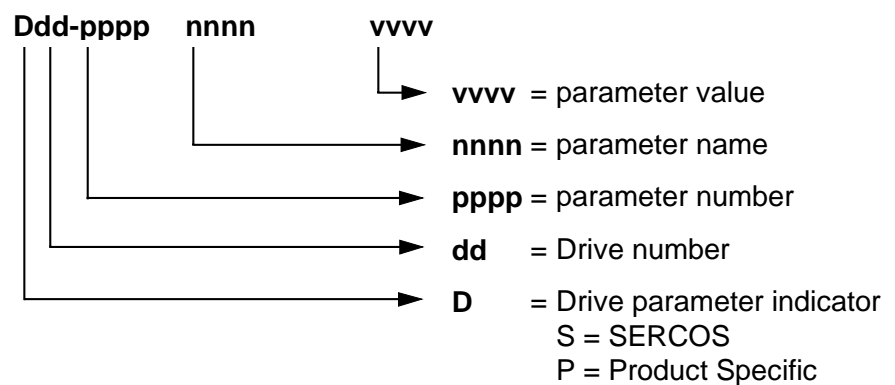 Ddd-pppp nnnn vvvv
vvvv = parameter value
nnnn = parameter name
pppp = parameter number
dd = Drive number
D = Drive parameter indicator
S = SERCOS
P = Product Specific